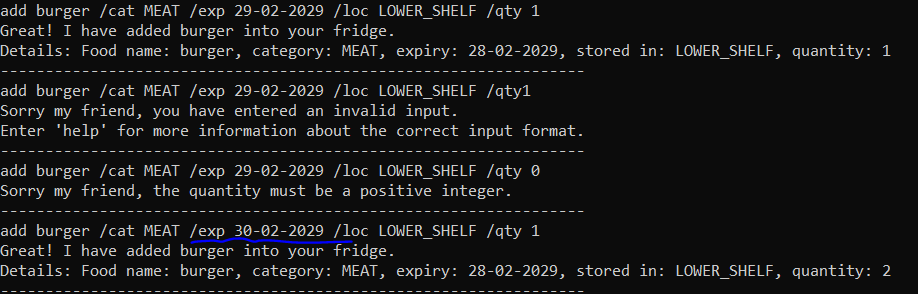 add burger /cat MEAT /exp 29-02-2029 /loc LOWER_SHELF /qty 1
Great! I have added burger into your fridge.
Details: Food name: burger, category: MEAT, expiry: 28-02-2029, stored in: LOWER_SHELF, quantity: 1
-----------------------------------------------------------------
add burger /cat MEAT /exp 29-02-2029 /loc LOWER_SHELF /qty1
Sorry my friend, you have entered an invalid input.
Enter 'help' for more information about the correct input format.
-----------------------------------------------------------------
add burger /cat MEAT /exp 29-02-2029 /loc LOWER_SHELF /qty 0
Sorry my friend, the quantity must be a positive integer.
-----------------------------------------------------------------
add burger /cat MEAT /exp 30-02-2029 /loc LOWER_SHELF /qty 1
Great! I have added burger into your fridge.
Details: Food name: burger, category: MEAT, expiry: 28-02-2029, stored in: LOWER_SHELF, quantity: 2
-----------------------------------------------------------------